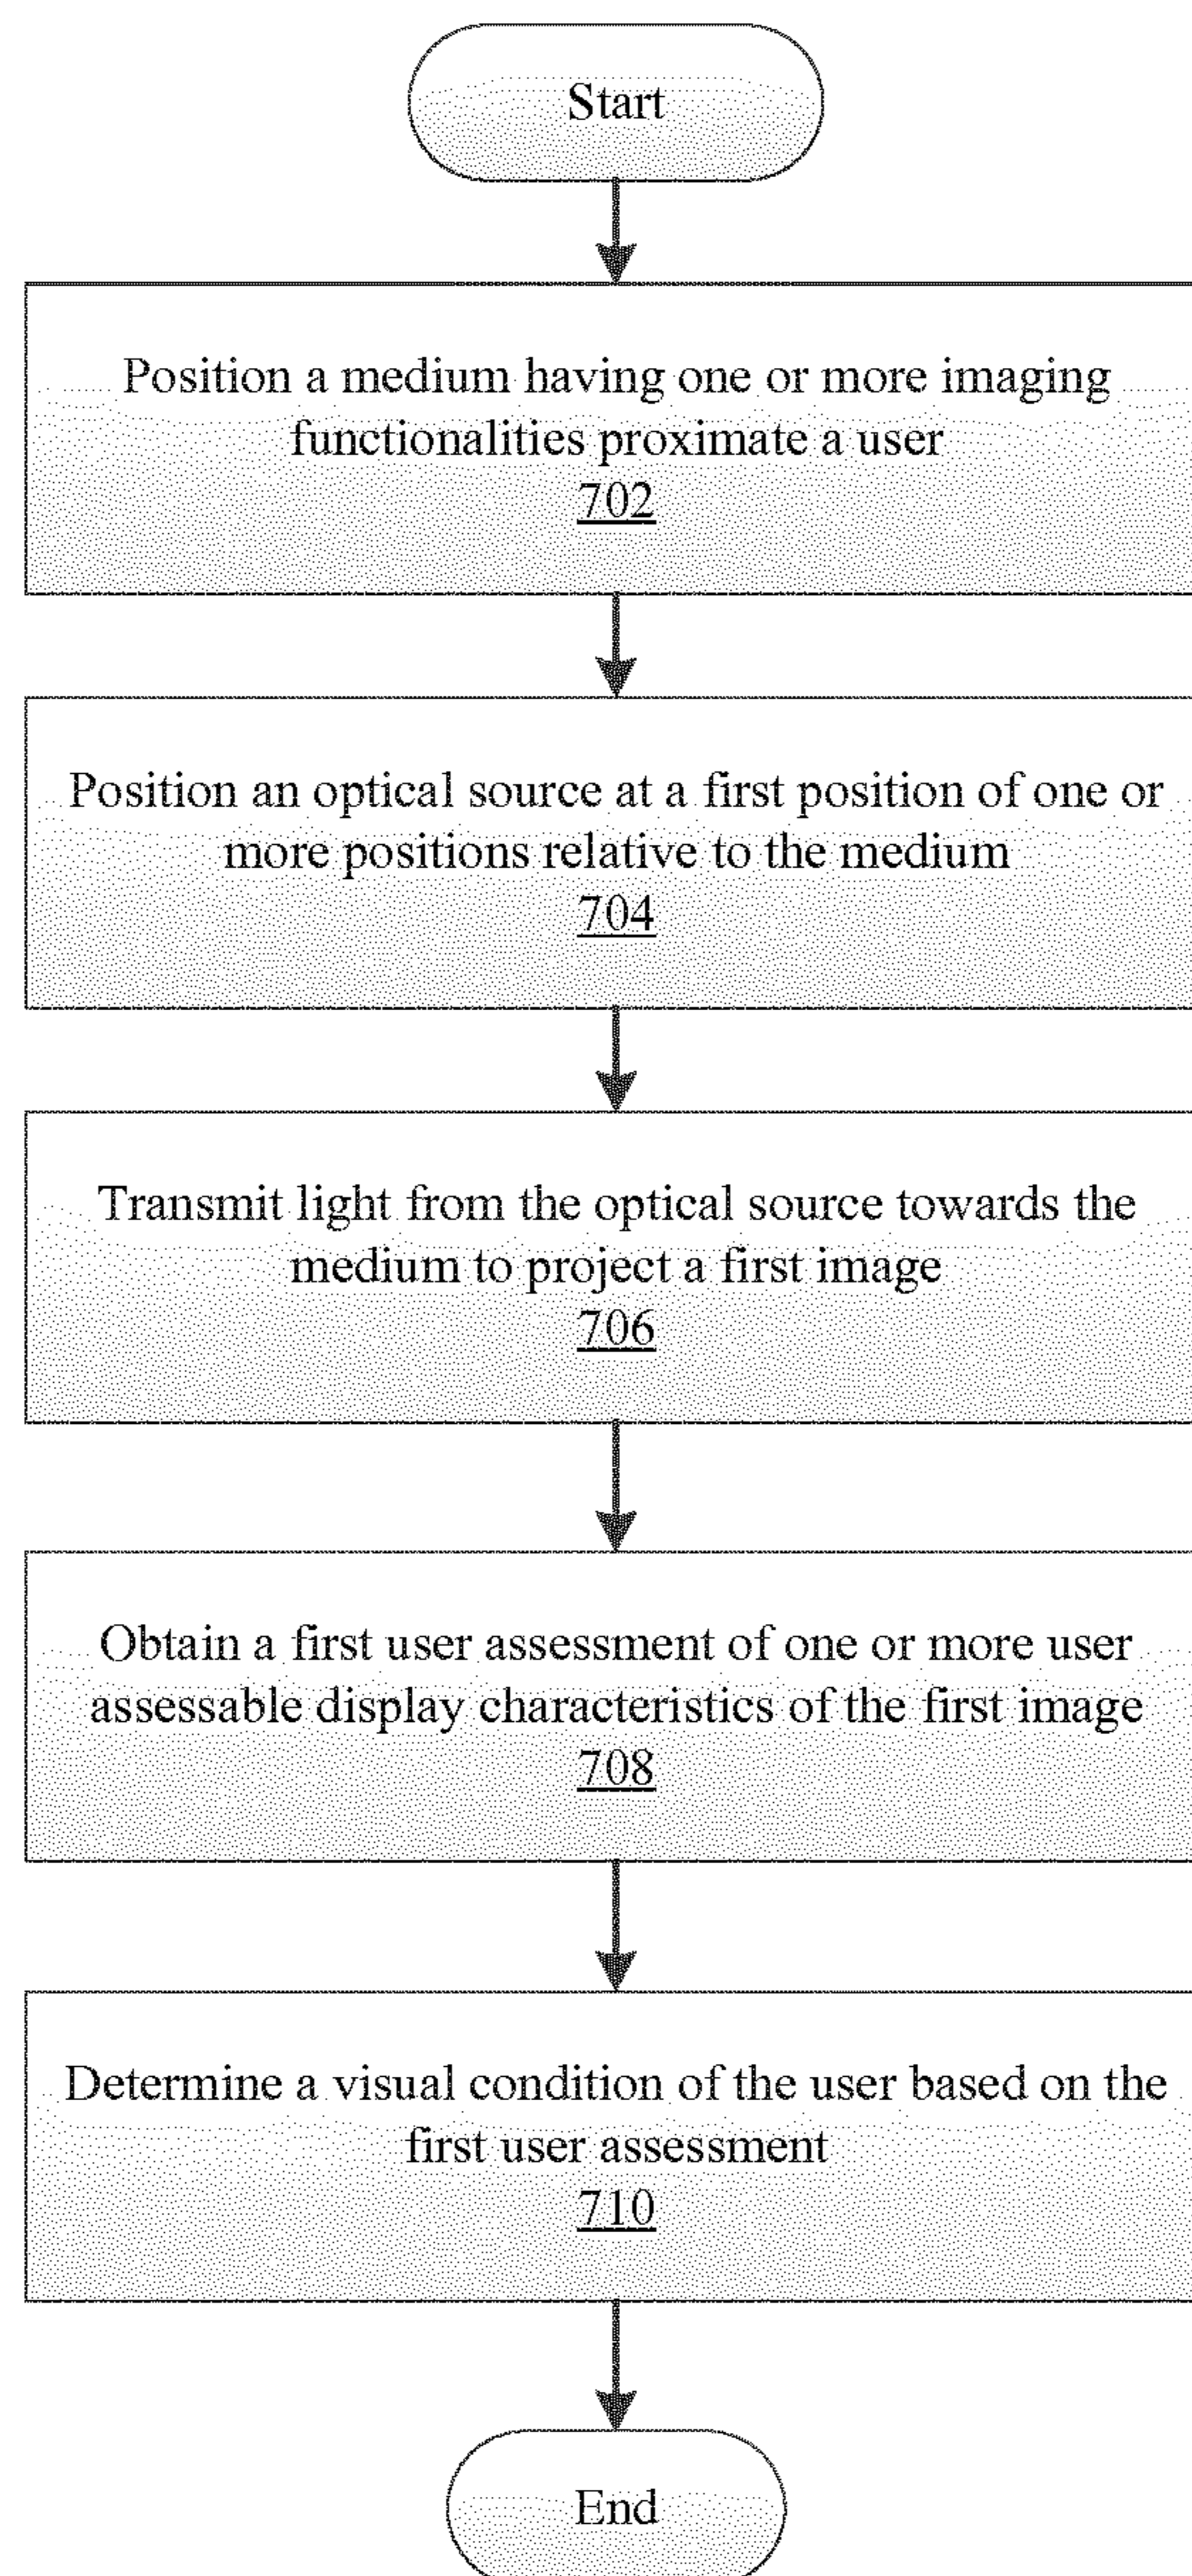 Start
Position a medium having one or more imaging
functionalities proximate a user
702
Position an optical source at a first position of one or
more positions relative to the medium
704
Transmit light from the optical source towards the
medium to project a first image
706
Obtain a first user assessment of one or more user
assessable display characteristics of the first image
708
Determine a visual condition of the user based on the
first user assessment
710
End